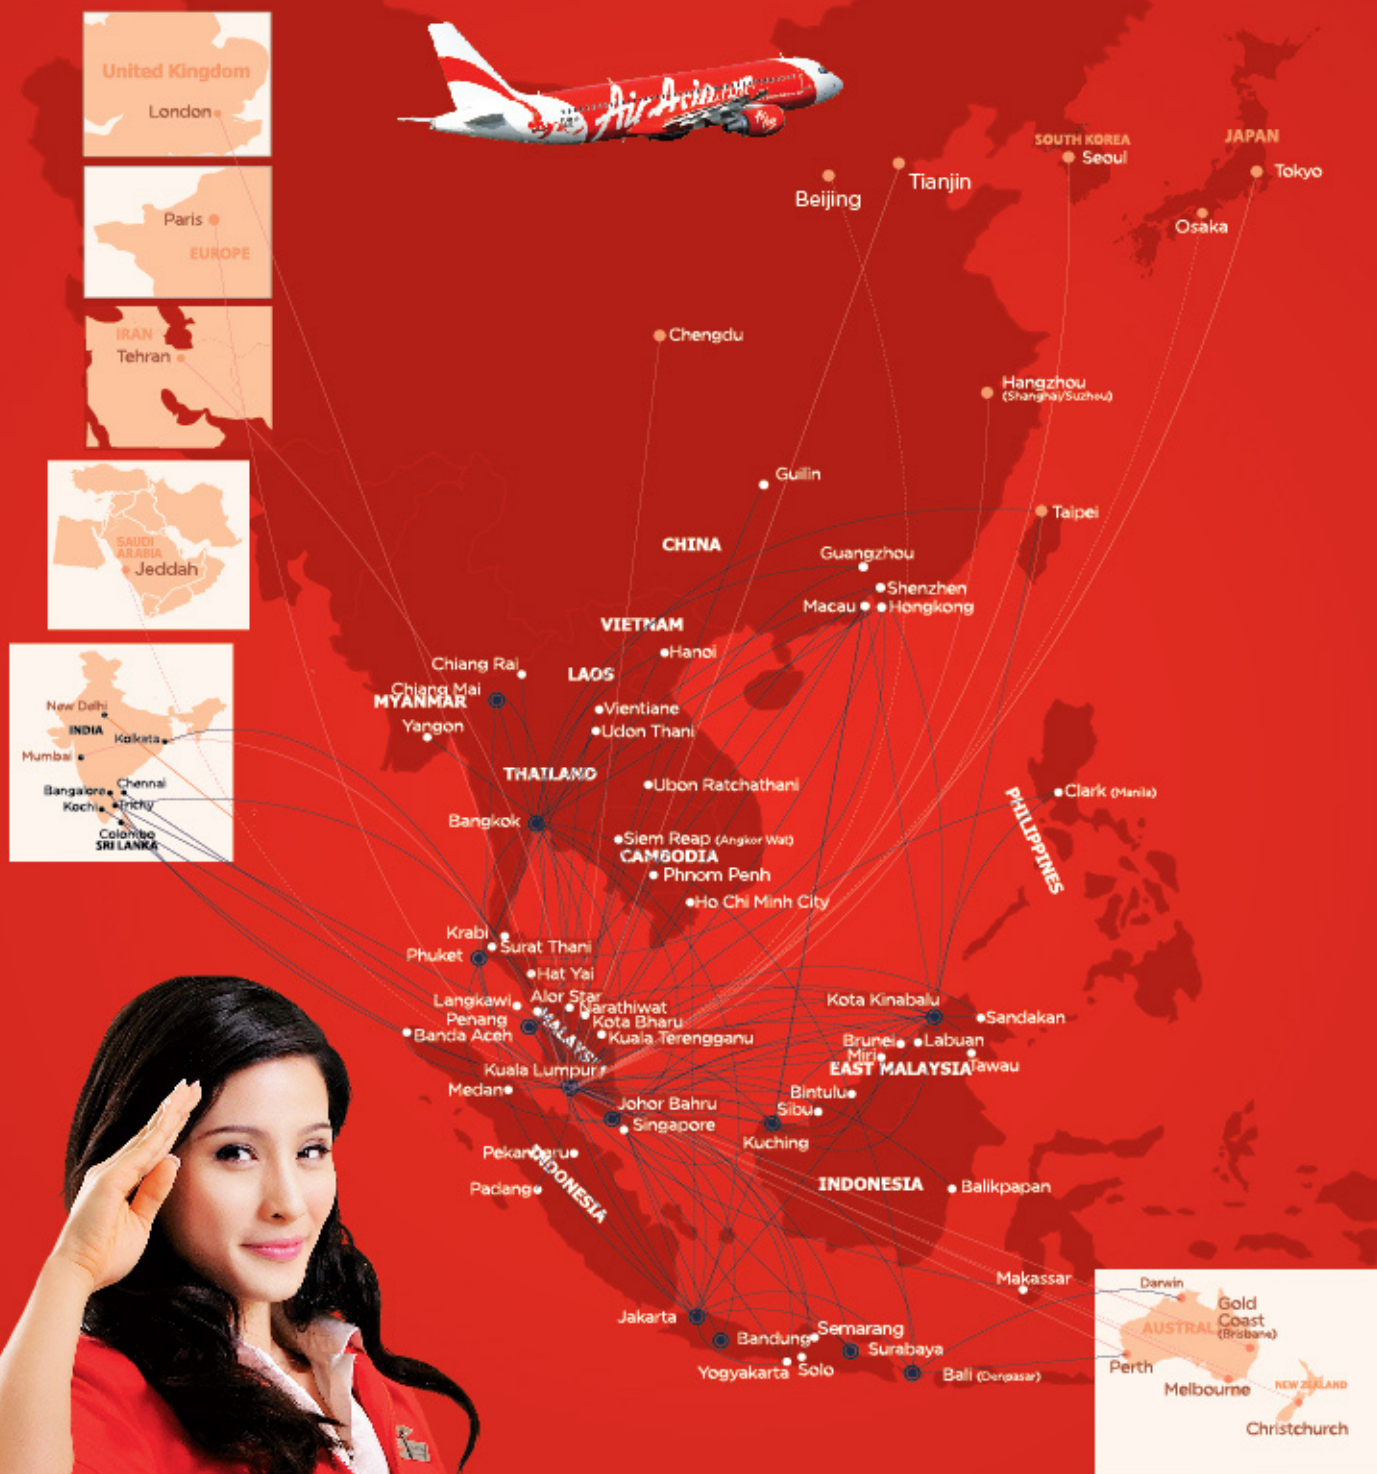 United Kingdom
London
Paris
EUROPE
IRAN
Tehran
SAUDI
ARABIA
Jeddah
New Delhi
INDIA
Kolkata
Mumbai
Chennai
Bangalore
Kochi
Trichy
Colombo
SRI LANKA
AirAsia.com
Beijing
Tianjin
SOUTH KOREA
Seoul
JAPAN
Tokyo
Osaka
Chengdu
Hangzhou
(Shanghai/Suzhou)
Guilin
Taipei
CHINA
Guangzhou
Shenzhen
Macau
Hongkong
VIETNAM
Hanoi
Chiang Rai
LAOS
Chiang Mai
MYANMAR
Vientiane
Yangon
Udon Thani
THAILAND
Ubon Ratchathani
Clark (Manila)
PHILIPPINES
Bangkok
Siem Reap (Angkor Wat)
CAMBODIA
Phnom Penh
Ho Chi Minh City
Krabi
Surat Thani
Phuket
Hat Yai
Langkawi
Alor Star
Narathiwat
Penang
Kota Bharu
Banda Aceh
Kuala Terengganu
MALAYSI
Kuala Lumpur
Medan
Kota Kinabalu
Sandakan
Brunei
Labuan
Miri
EAST MALAYSIA
Tawau
Bintulu
Sibu
Johor Bahru
Singapore
Kuching
Pekanbaru
INDONESIA
Padang
INDONESIA
Balikpapan
Makassar
Jakarta
Bandung
Semarang
Surabaya
Yogyakarta
Solo
Bali (Denpasar)
Darwin
Gold
Coast
(Brisbane)
AUSTRAL
Perth
Melbourne
NEW ZEALAND
Christchurch